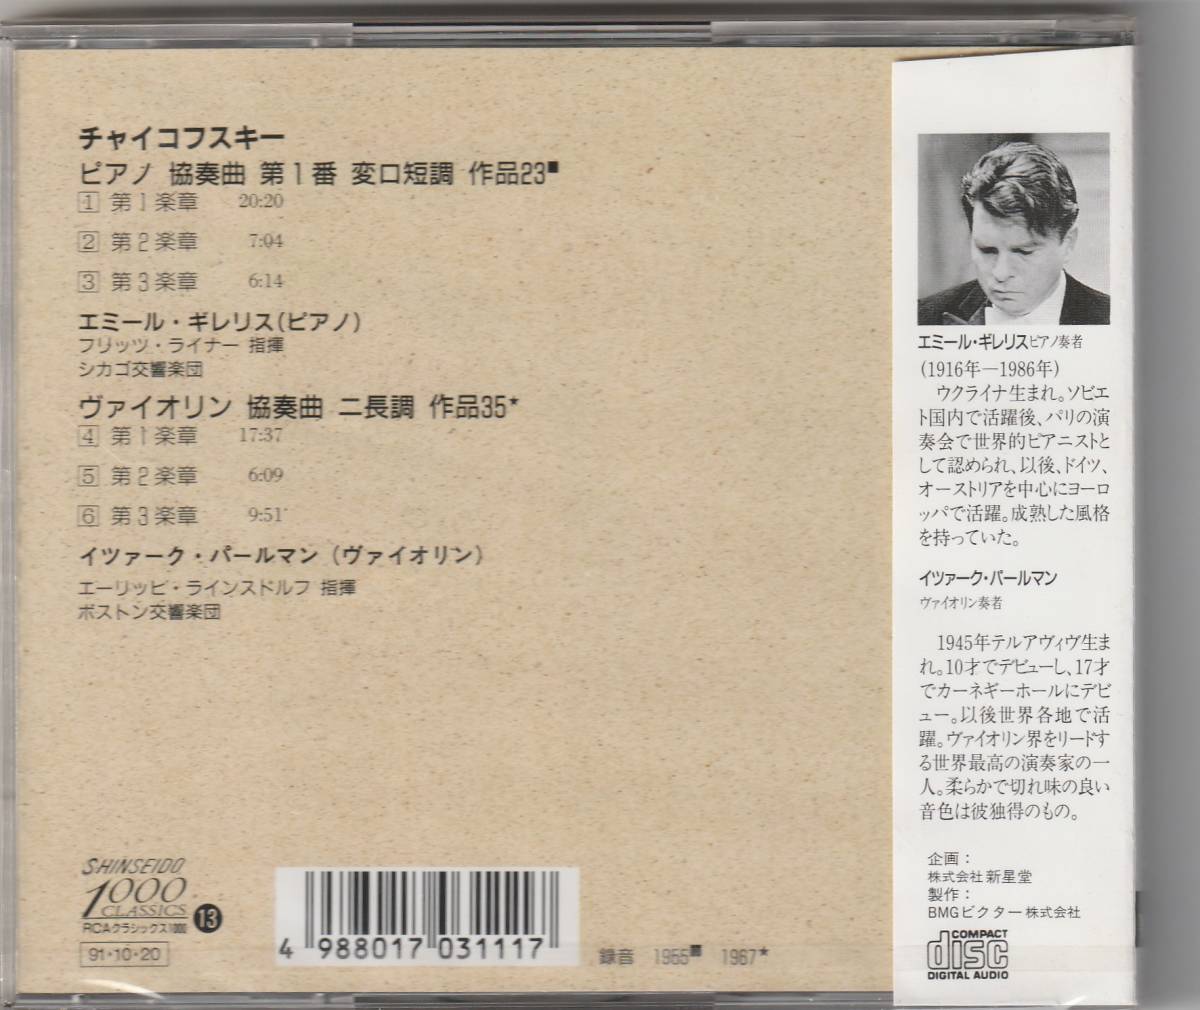 チャイコフスキー
ピアノ 協奏曲 第1番 変ロ短調 作品23■
1 第1楽章 20:20
2 第2楽章 7:04
3 第3楽章 6:14
エミール・ギレリス(ピアノ)
フリッツ・ライナー 指揮
シカゴ交響楽団
ヴァイオリン 協奏曲 ニ長調 作品35★
4 第1楽章 17:37
5 第2楽章 6:09
6 第3楽章 9:51
イツァーク・パールマン(ヴァイオリン)
エーリッヒ・ラインスドルフ 指揮
ボストン交響楽団
SHINSEIDO
1000
CLASSICS
RCAクラシックス1000
13
91・10・20
4 988017 031117
録音 1955■ 1967★
エミール・ギレリスピアノ奏者
(1916年—1986年)
ウクライナ生まれ。ソビエ
ト国内で活躍後、パリの演
奏会で世界的ピアニストと
して認められ、以後、ドイツ、
オーストリアを中心にヨーロ
ッパで活躍。成熟した風格
を持っていた。
イツァーク・パールマン
ヴァイオリン奏者
1945年テルアヴィヴ生ま
れ。10才でデビューし、17才
でカーネギーホールにデビ
ュー。以後世界各地で活
躍。ヴァイオリン界をリードす
る世界最高の演奏家の一
人。柔らかで切れ味の良い
音色は彼独得のもの。
企画:
株式会社新星堂
製作:
BMGビクター株式会社
COMPACT
disc
DIGITAL AUDIO